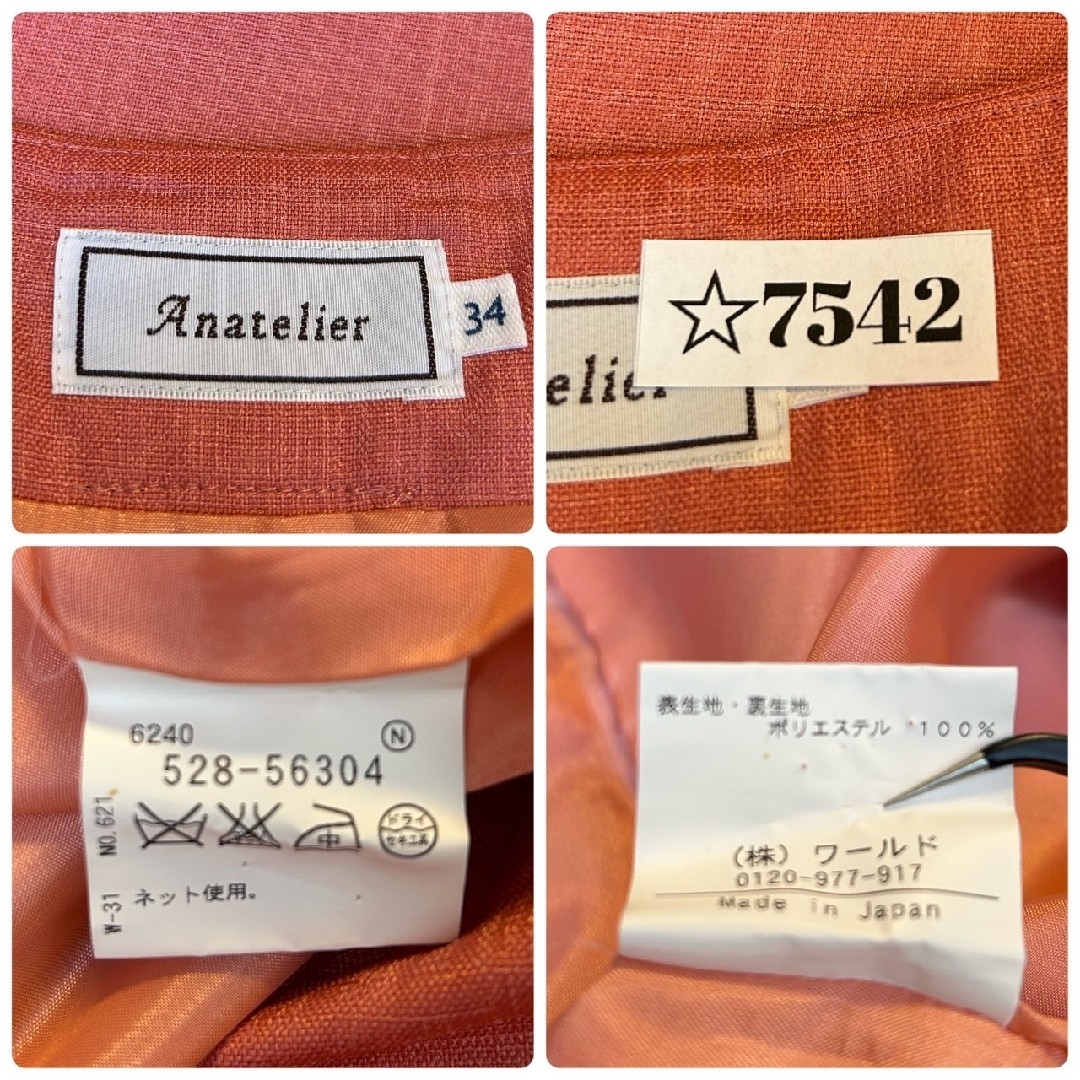 Anatelier
34
☆7542
elier
6240
N
528-56304
中
ドライ
セキユ系
NO.621
W-31
ネット使用。
表生地・裏生地
ポリエステル 100%
(株) ワールド
0120-977-917
Made in Japan